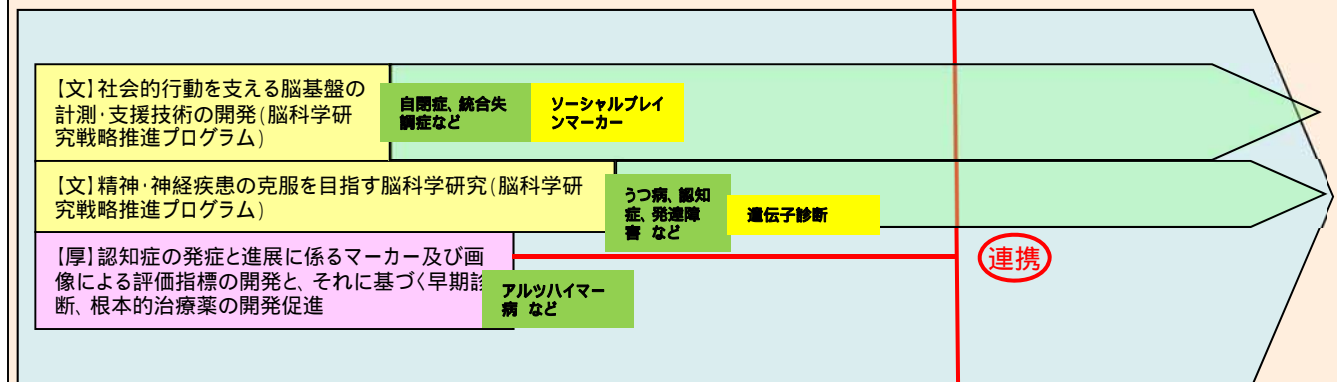 【文】社会的行動を支える脳基盤の
計測・支援技術の開発(脳科学研
究戦略推進プログラム)
自閉症、統合失
調症など
ソーシャルブレイ
ンマーカー
【文】精神・神経疾患の克服を目指す脳科学研究(脳科学研
究戦略推進プログラム)
うつ病、認知
症、発達障
害 など
遺伝子診断
【厚】認知症の発症と進展に係るマーカー及び画
像による評価指標の開発と、それに基づく早期診
断、根本的治療薬の開発促進
アルツハイマー
病 など
連携